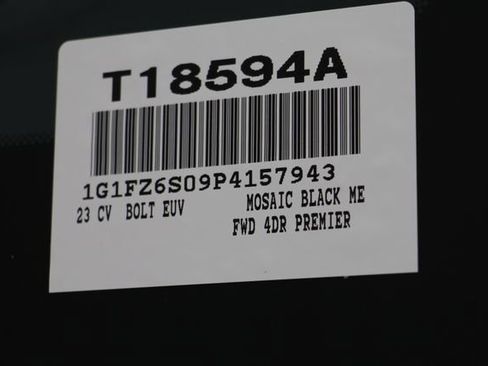 T18594A
1G1FZ6S09P4157943
23 CV BOLT EUV MOSAIC BLACK ME
FWD 4DR PREMIER